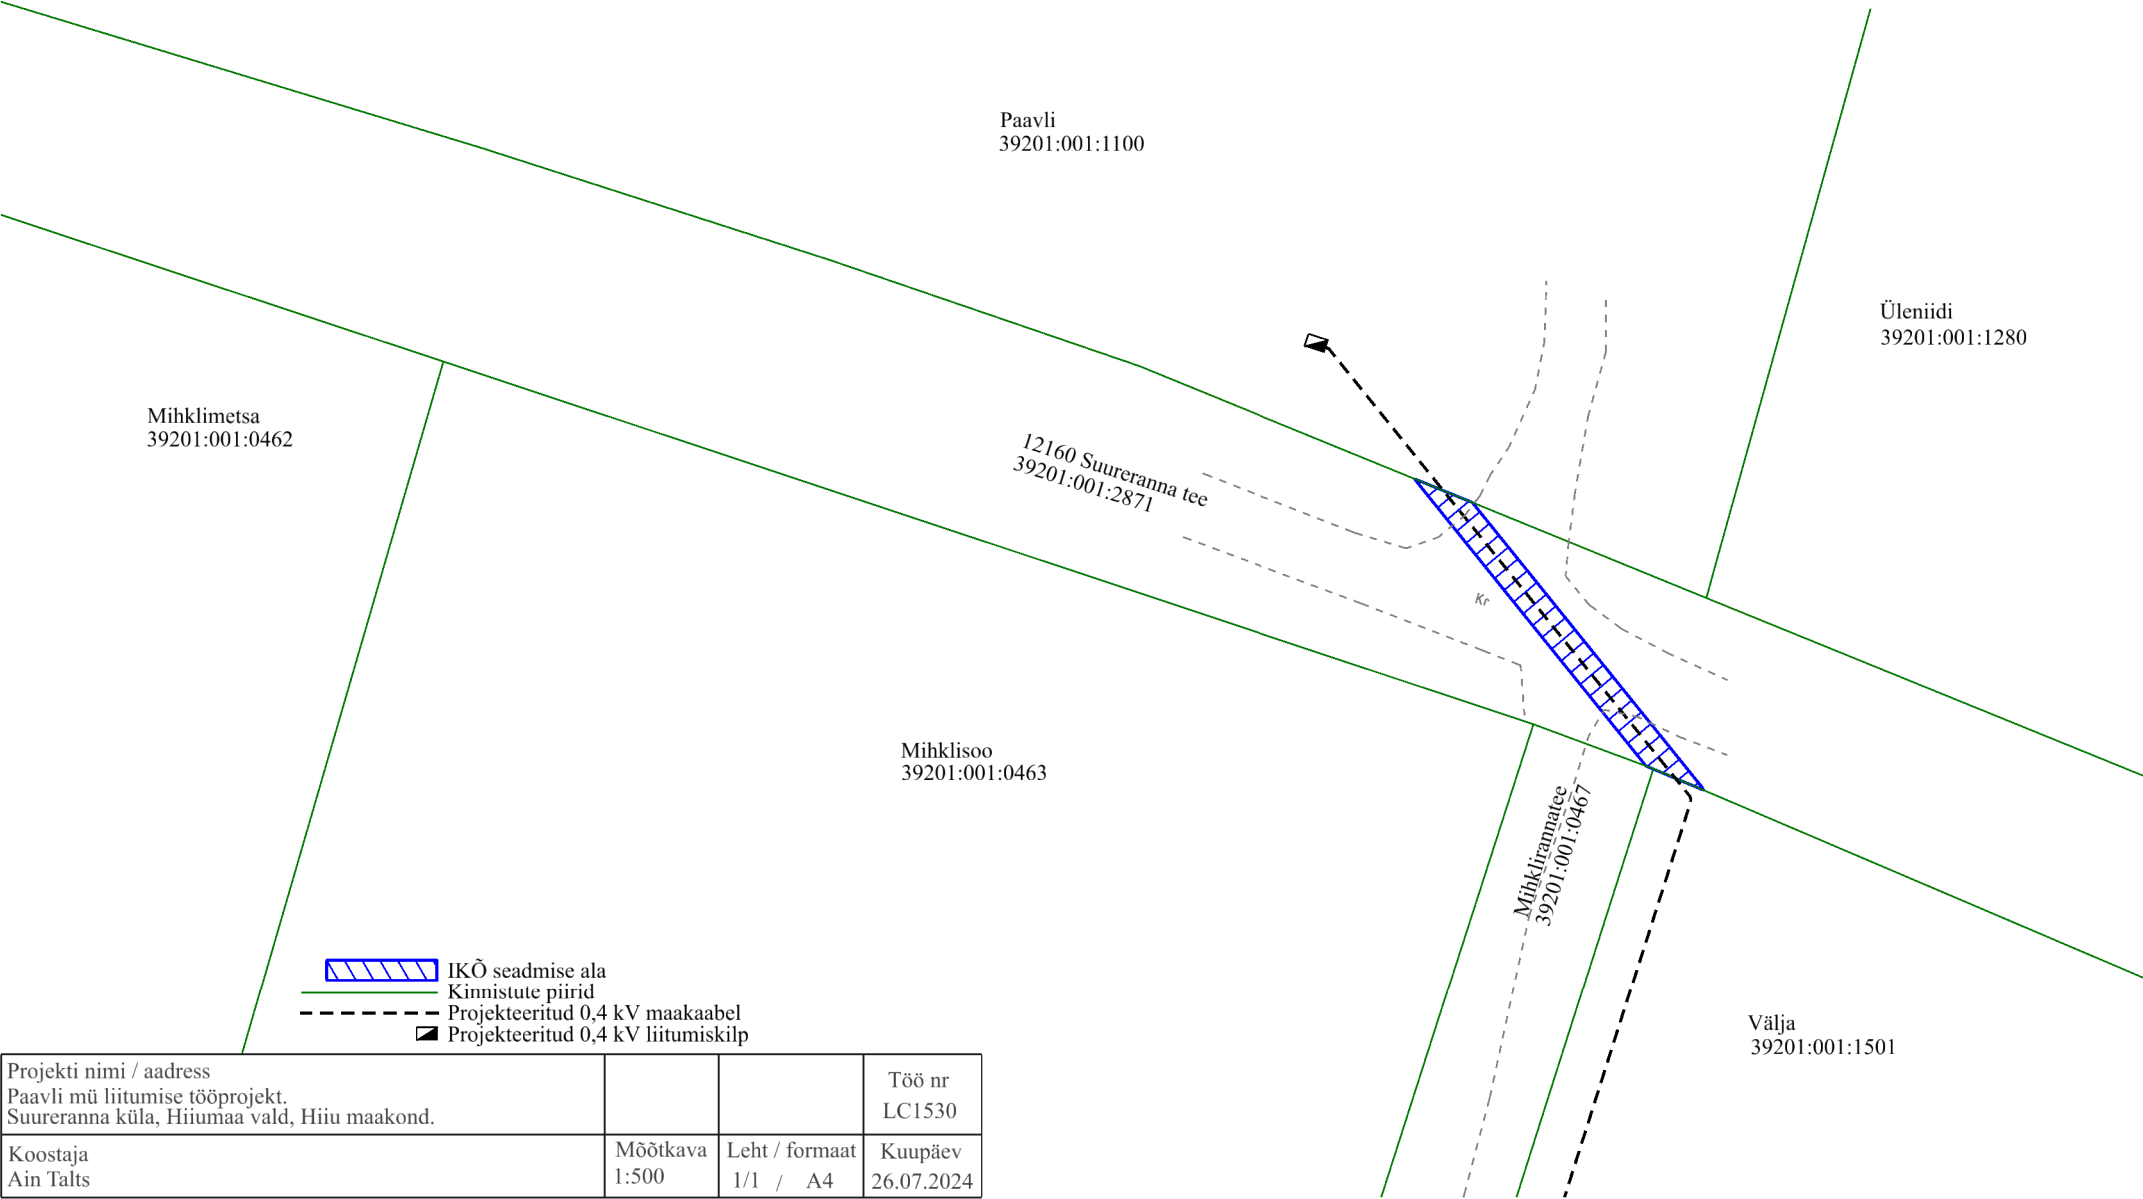 Paavli
39201:001:1100
Üleniidi
39201:001:1280
Mihklimetsa
39201:001:0462
12160 Suureranna tee
39201:001:2871
Kr
Mihklisoo
39201:001:0463
Mihklirannatee
39201:001:0467
Välja
39201:001:1501
IKÕ seadmise ala
Kinnistute piirid
Projekteeritud 0,4 kV maakaabel
Projekteeritud 0,4 kV liitumiskilp
Projekti nimi / aadress
Paavli mü liitumise tööprojekt.
Suureranna küla, Hiiumaa vald, Hiiu maakond.
Töö nr
LC1530
Koostaja
Ain Talts
Mõõtkava
1:500
Leht / formaat
1/1 / A4
Kuupäev
26.07.2024